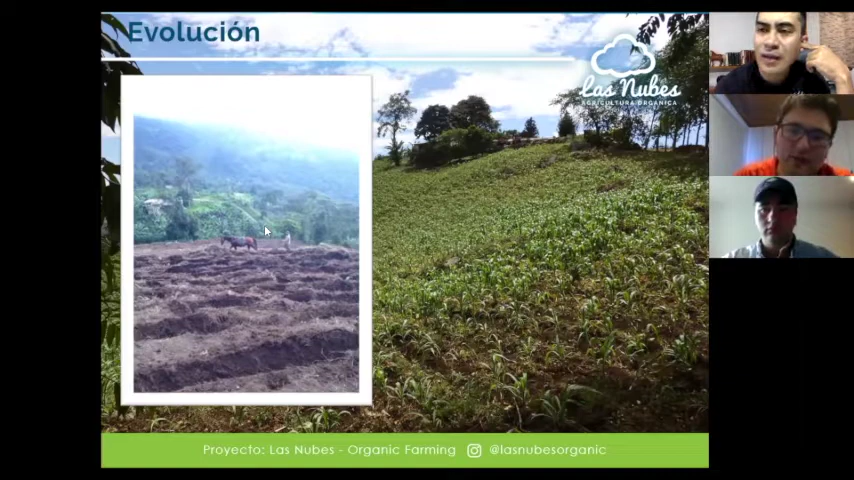 Evolución
Las Nubes
AGRICULTURA ORGÁNICA
Proyecto: Las Nubes - Organic Farming @lasnubesorganic